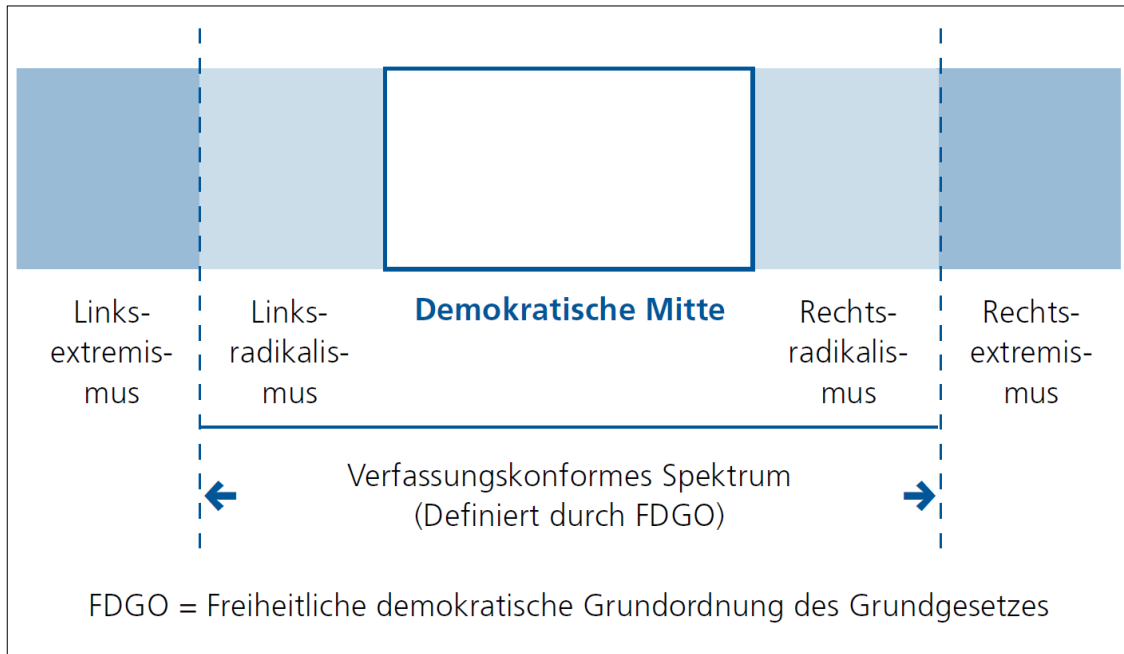 Links-
extremis-
mus
Links-
radikalis-
mus
Demokratische Mitte
Rechts-
radikalis-
mus
Rechts-
extremis-
mus
Verfassungskonformes Spektrum
(Definiert durch FDGO)
FDGO = Freiheitliche demokratische Grundordnung des Grundgesetzes